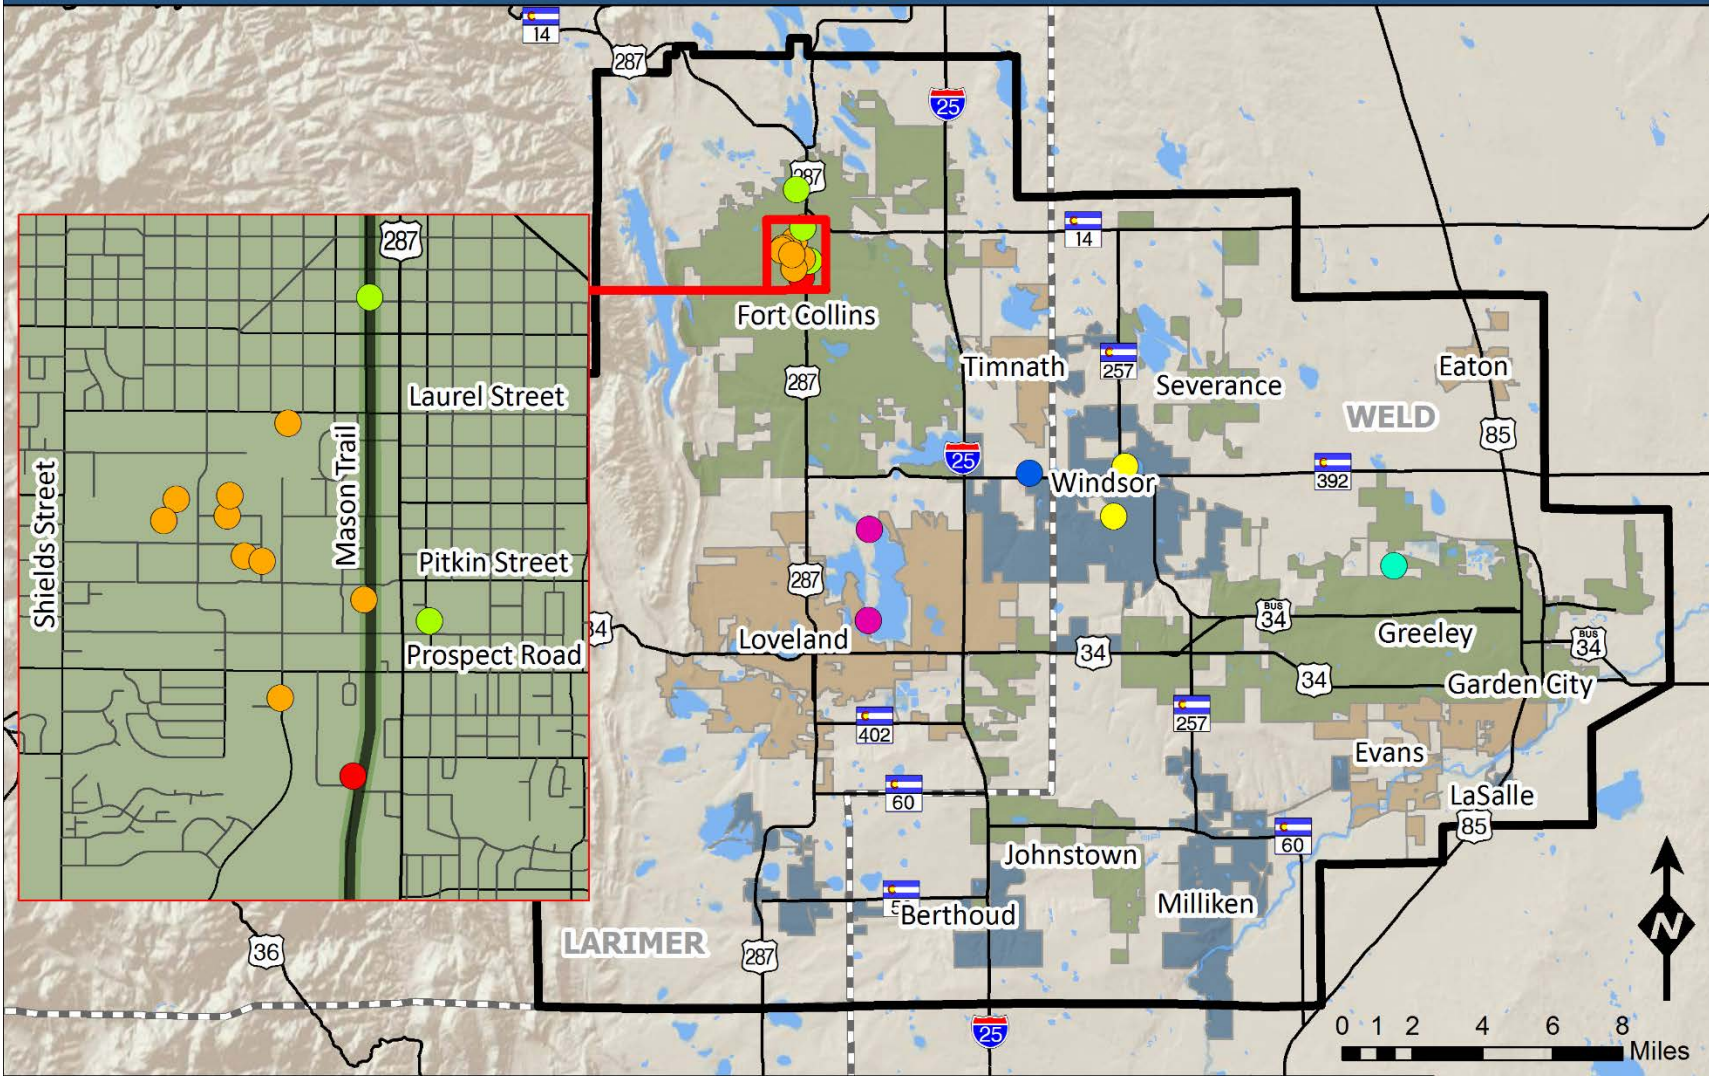 14
287
25
287
14
287
Fort Collins
Laurel Street
Mason Trail
Shields Street
Pitkin Street
Prospect Road
287
Timnath
257
Severance
Eaton
WELD
85
25
Windsor
392
287
Loveland
34
34
BUS
34
Greeley
BUS
34
34
Garden City
402
257
Evans
60
LaSalle
85
60
Johnstown
Milliken
Berthoud
LARIMER
287
36
25
N
0 1 2 4 6 8
Miles